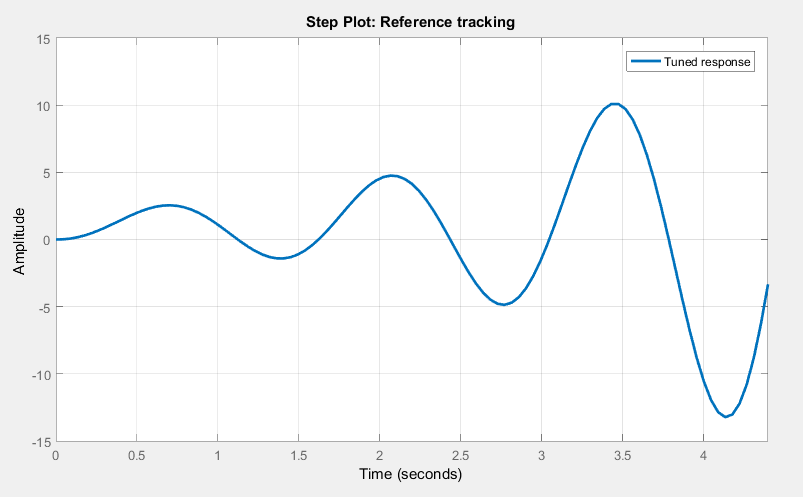 Step Plot: Reference tracking
Tuned response
15
10
5
0
-5
-10
-15
Amplitude
0 0.5 1 1.5 2 2.5 3 3.5 4
Time (seconds)